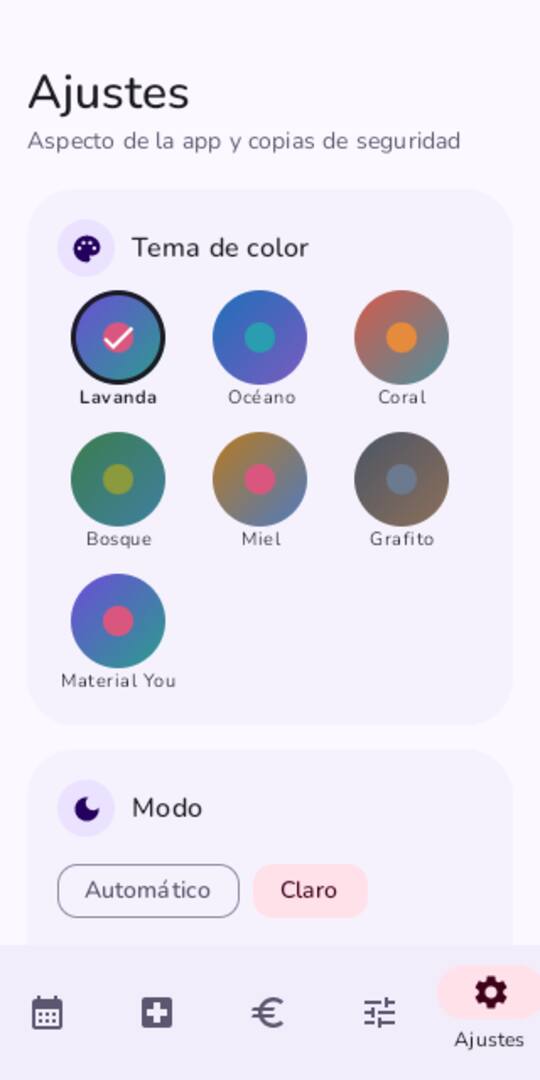 Ajustes
Aspecto de la app y copias de seguridad
Tema de color
Lavanda
Océano
Coral
Bosque
Miel
Grafito
Material You
Modo
Automático
Claro
Ajustes